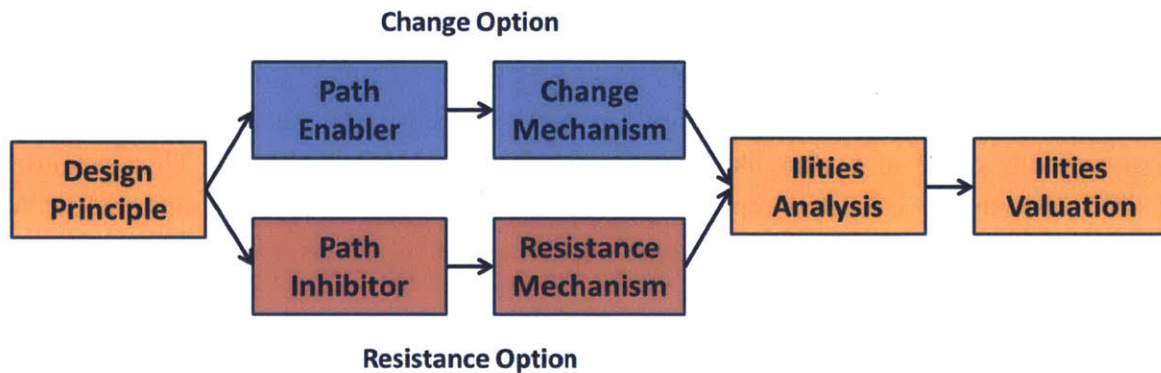 Change Option
Path
Enabler
Change
Mechanism
Design
Principle
Ilities
Analysis
Ilities
Valuation
Path
Inhibitor
Resistance
Mechanism
Resistance Option